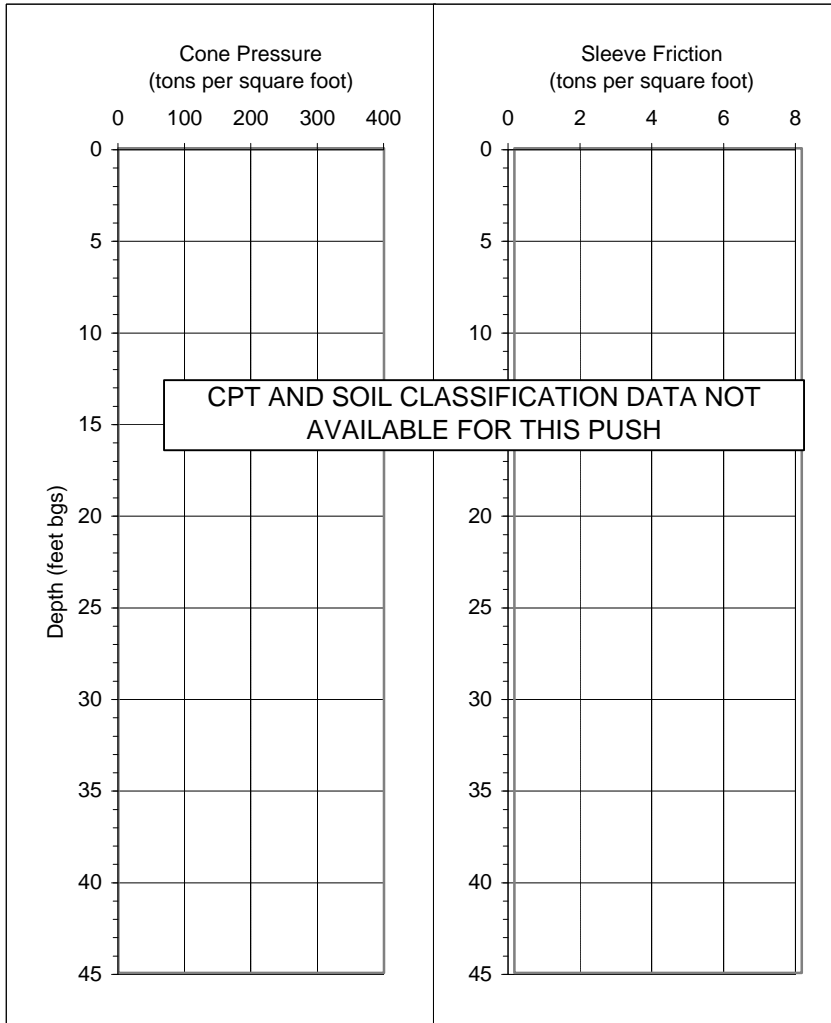 Cone Pressure
(tons per square foot)
0 100 200 300 400
0
5
10
15
20
25
30
35
40
45
Depth (feet bgs)
Sleeve Friction
(tons per square foot)
0 2 4 6 8
0
5
10
20
25
30
35
40
45
CPT AND SOIL CLASSIFICATION DATA NOT
AVAILABLE FOR THIS PUSH